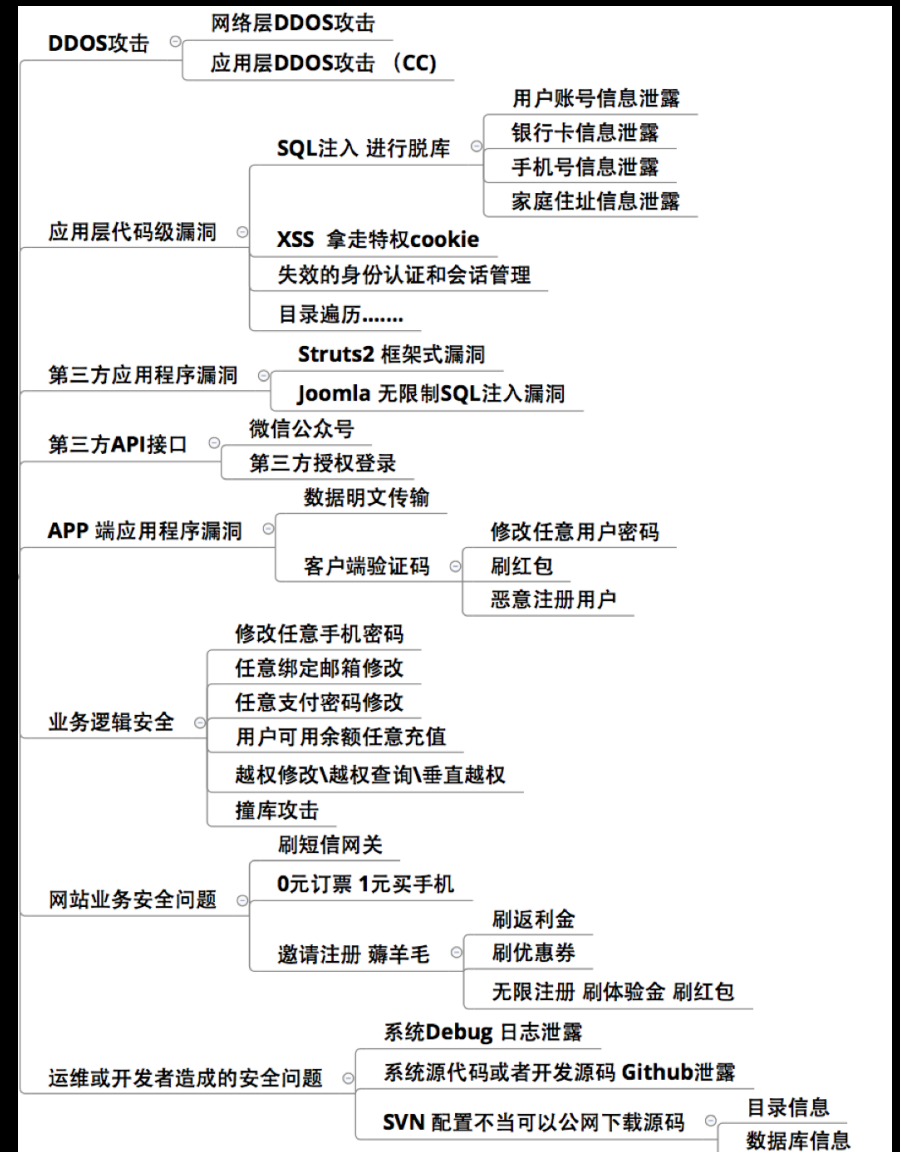 DDOS攻击
网络层DDOS攻击
应用层DDOS攻击 (CC)
应用层代码级漏洞
SQL注入 进行脱库
用户账号信息泄露
银行卡信息泄露
手机号信息泄露
家庭住址信息泄露
XSS 拿走特权cookie
失效的身份认证和会话管理
目录遍历.......
第三方应用程序漏洞
Struts2 框架式漏洞
Joomla 无限制SQL注入漏洞
第三方API接口
微信公众号
第三方授权登录
APP 端应用程序漏洞
数据明文传输
客户端验证码
修改任意用户密码
刷红包
恶意注册用户
业务逻辑安全
修改任意手机密码
任意绑定邮箱修改
任意支付密码修改
用户可用余额任意充值
越权修改\越权查询\垂直越权
撞库攻击
网站业务安全问题
刷短信网关
0元订票 1元买手机
邀请注册 薅羊毛
刷返利金
刷优惠券
无限注册 刷体验金 刷红包
运维或开发者造成的安全问题
系统Debug 日志泄露
系统源代码或者开发源码 Github泄露
SVN 配置不当可以公网下载源码
目录信息
数据库信息